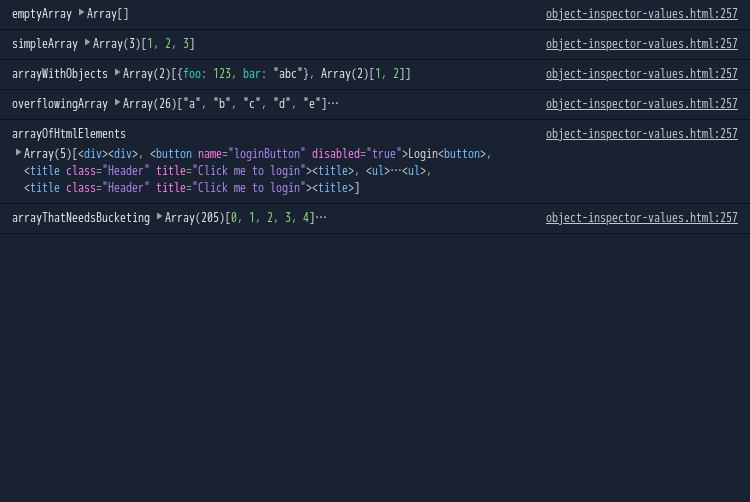 emptyArray ▶Array[] object-inspector-values.html:257
simpleArray ▶Array(3)[1, 2, 3] object-inspector-values.html:257
arrayWithObjects ▶Array(2)[{foo: 123, bar: "abc"}, Array(2)[1, 2]] object-inspector-values.html:257
overflowingArray ▶Array(26)["a", "b", "c", "d", "e"]… object-inspector-values.html:257
arrayOfHtmlElements object-inspector-values.html:257
▶Array(5)[<div><div>, <button name="loginButton" disabled="true">Login<button>,
<title class="Header" title="Click me to login"><title>, <ul>…<ul>,
<title class="Header" title="Click me to login"><title>]
arrayThatNeedsBucketing ▶Array(205)[0, 1, 2, 3, 4]… object-inspector-values.html:257